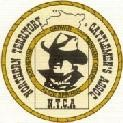 NORTHERN TERRITORY CATTLEMEN'S ASSOC.
N.T.C.A